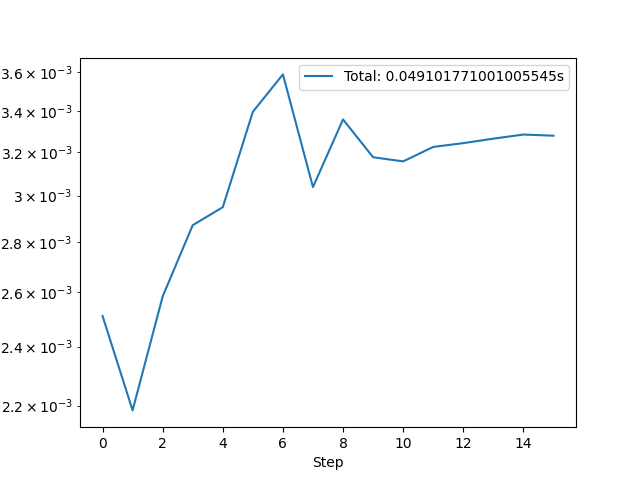 Total: 0.049101771001005545s
3.6 × 10⁻³
3.4 × 10⁻³
3.2 × 10⁻³
3 × 10⁻³
2.8 × 10⁻³
2.6 × 10⁻³
2.4 × 10⁻³
2.2 × 10⁻³
0 2 4 6 8 10 12 14
Step